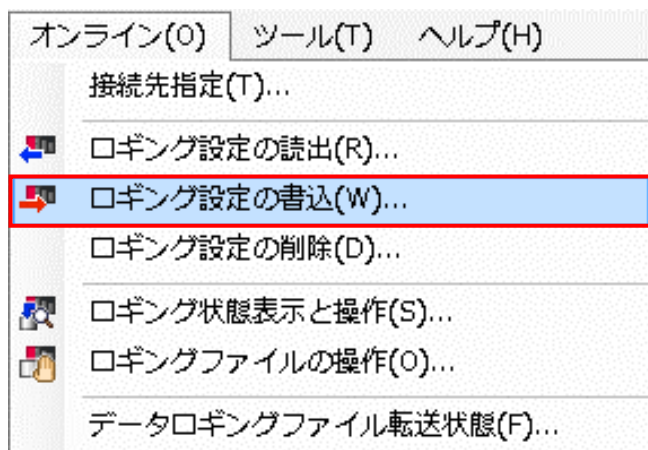 オンライン(O) ツール(T) ヘルプ(H)
接続先指定(T)...
ロギング設定の読出(R)...
ロギング設定の書込(W)...
ロギング設定の削除(D)...
ロギング状態表示と操作(S)...
ロギングファイルの操作(O)...
データロギングファイル転送状態(F)...